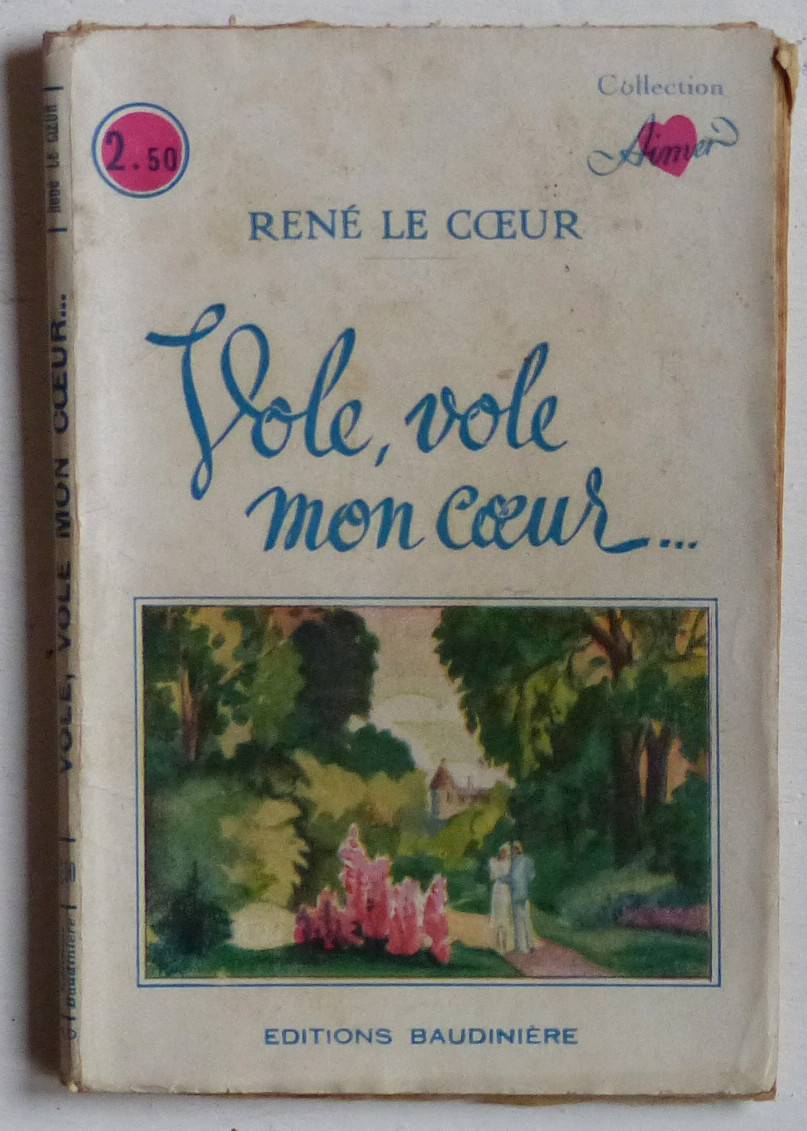 2.50
Collection
Aimer
RENÉ LE CŒUR
Vole, vole
mon cœur...
EDITIONS BAUDINIÈRE
René LE CŒUR
VOLE, VOLE MON CŒUR...
Baudinière